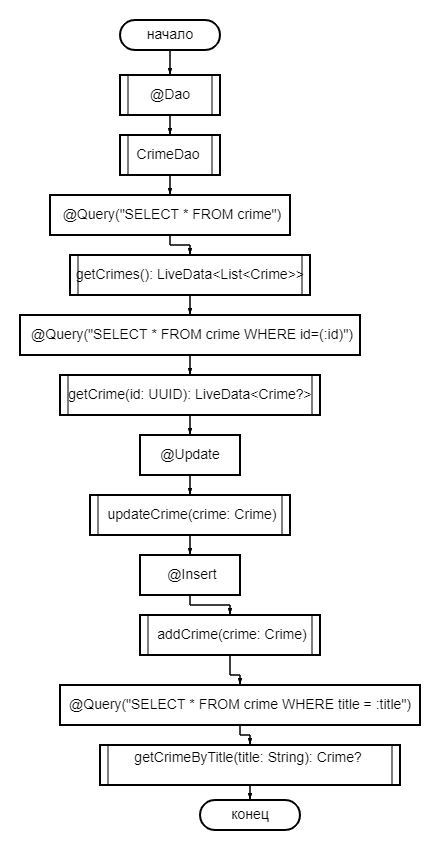 начало
@Dao
CrimeDao
@Query("SELECT * FROM crime")
getCrimes(): LiveData<List<Crime>>
@Query("SELECT * FROM crime WHERE id=(:id)")
getCrime(id: UUID): LiveData<Crime?>
@Update
updateCrime(crime: Crime)
@Insert
addCrime(crime: Crime)
@Query("SELECT * FROM crime WHERE title = :title")
getCrimeByTitle(title: String): Crime?
конец